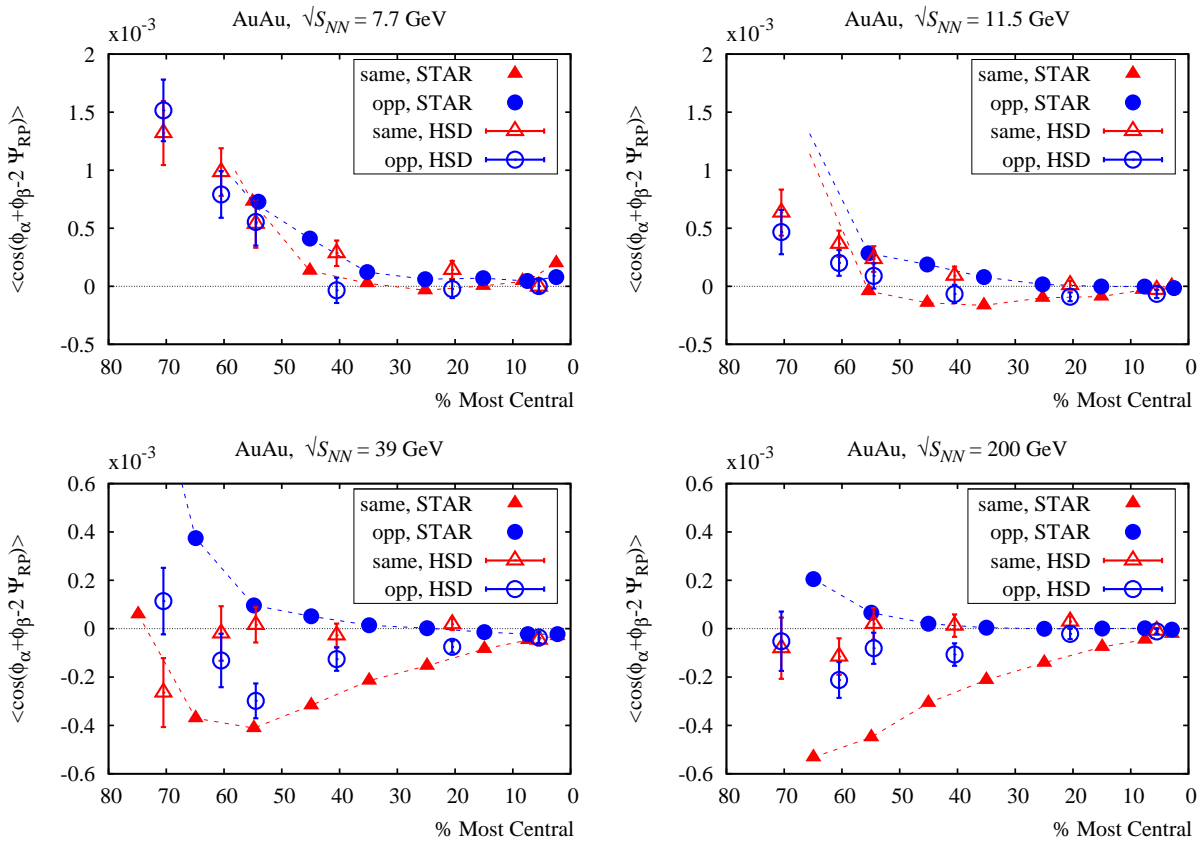 AuAu, √S_NN = 7.7 GeV
x10^-3
<cos(ϕ_α+ϕ_β-2 Ψ_RP)>
2
1.5
1
0.5
0
-0.5
same, STAR
opp, STAR
same, HSD
opp, HSD
80 70 60 50 40 30 20 10 0
% Most Central
AuAu, √S_NN = 11.5 GeV
x10^-3
<cos(ϕ_α+ϕ_β-2 Ψ_RP)>
2
1.5
1
0.5
0
-0.5
same, STAR
opp, STAR
same, HSD
opp, HSD
80 70 60 50 40 30 20 10 0
% Most Central
AuAu, √S_NN = 39 GeV
x10^-3
<cos(ϕ_α+ϕ_β-2 Ψ_RP)>
0.6
0.4
0.2
0
-0.2
-0.4
-0.6
same, STAR
opp, STAR
same, HSD
opp, HSD
80 70 60 50 40 30 20 10 0
% Most Central
AuAu, √S_NN = 200 GeV
x10^-3
<cos(ϕ_α+ϕ_β-2 Ψ_RP)>
0.6
0.4
0.2
0
-0.2
-0.4
-0.6
same, STAR
opp, STAR
same, HSD
opp, HSD
80 70 60 50 40 30 20 10 0
% Most Central